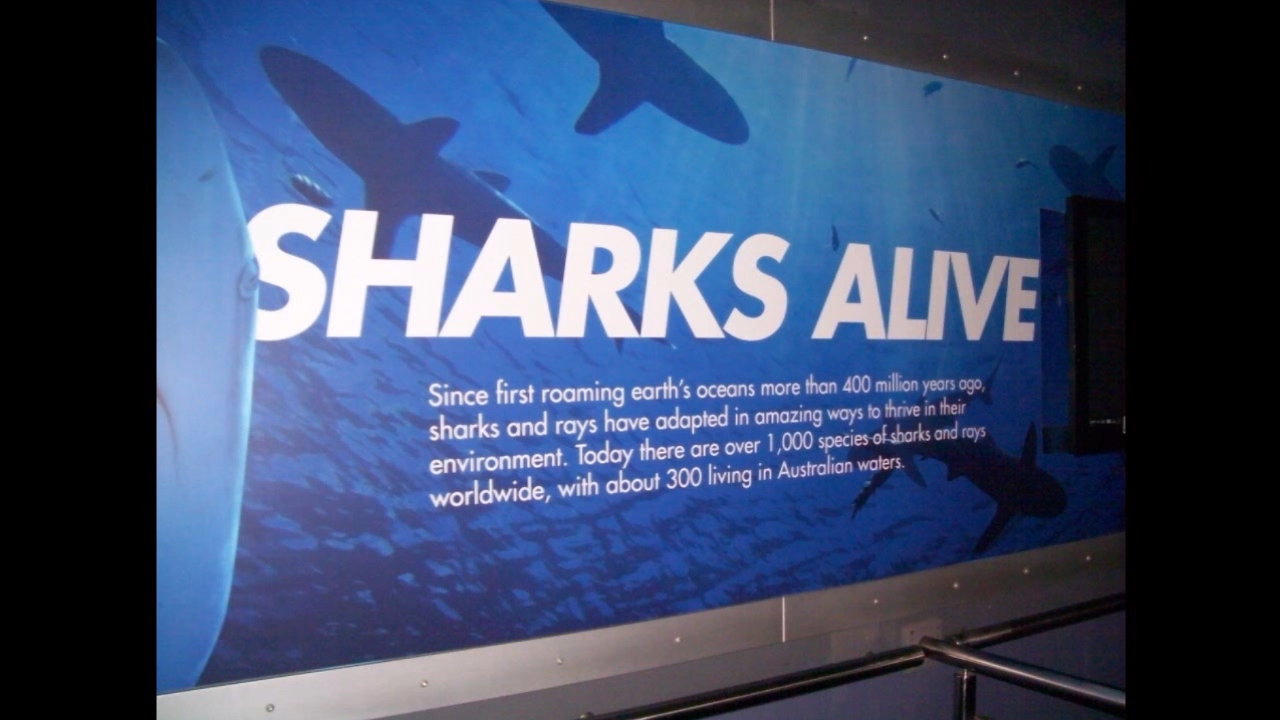 SHARKS ALIVE
Since first roaming earth's oceans more than 400 million years ago,
sharks and rays have adapted in amazing ways to thrive in their
environment. Today there are over 1,000 species of sharks and rays
worldwide, with about 300 living in Australian waters.